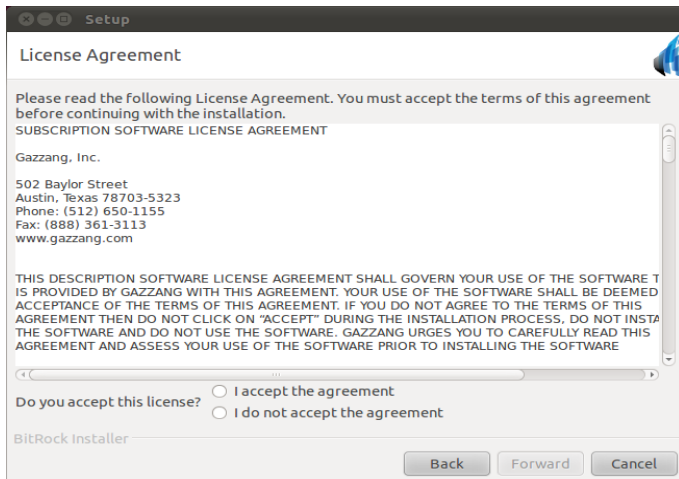 Setup
License Agreement
Please read the following License Agreement. You must accept the terms of this agreement
before continuing with the installation.
SUBSCRIPTION SOFTWARE LICENSE AGREEMENT
Gazzang, Inc.
502 Baylor Street
Austin, Texas 78703-5323
Phone: (512) 650-1155
Fax: (888) 361-3113
www.gazzang.com
THIS DESCRIPTION SOFTWARE LICENSE AGREEMENT SHALL GOVERN YOUR USE OF THE SOFTWARE T
IS PROVIDED BY GAZZANG WITH THIS AGREEMENT. YOUR USE OF THE SOFTWARE SHALL BE DEEMED
ACCEPTANCE OF THE TERMS OF THIS AGREEMENT. IF YOU DO NOT AGREE TO THE TERMS OF THIS
AGREEMENT THEN DO NOT CLICK ON “ACCEPT” DURING THE INSTALLATION PROCESS, DO NOT INSTA
THE SOFTWARE AND DO NOT USE THE SOFTWARE. GAZZANG URGES YOU TO CAREFULLY READ THIS
AGREEMENT AND ASSESS YOUR USE OF THE SOFTWARE PRIOR TO INSTALLING THE SOFTWARE
Do you accept this license?
I accept the agreement
I do not accept the agreement
BitRock Installer
Back Forward Cancel